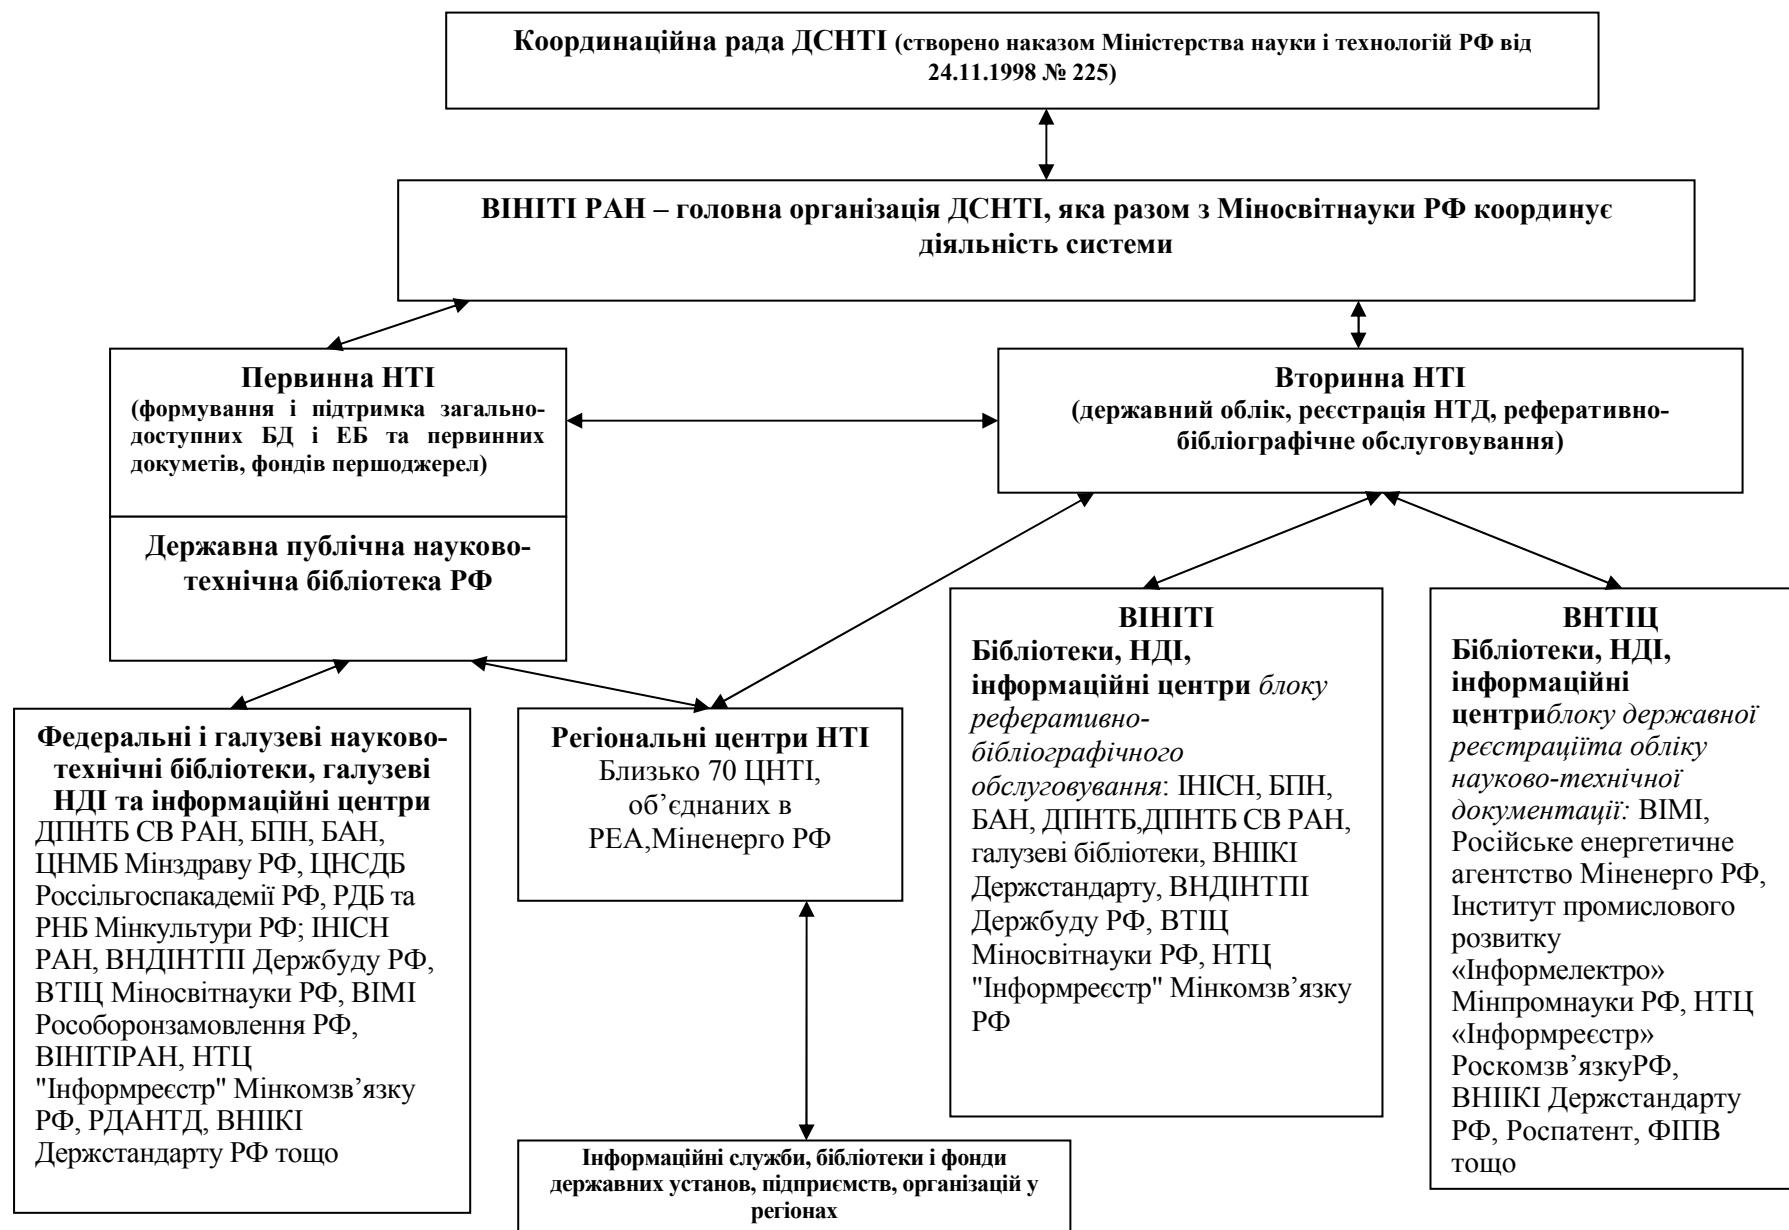 Координаційна рада ДСНТІ (створено наказом Міністерства науки і технологій РФ від
24.11.1998 № 225)
ВІНІТІ РАН – головна організація ДСНТІ, яка разом з Міносвітнауки РФ координує
діяльність системи
Первинна НТІ
(формування і підтримка загально-
доступних БД і ЕБ та первинних
докуметів, фондів першоджерел)
Вторинна НТІ
(державний облік, реєстрація НТД, реферативно-
бібліографічне обслуговування)
Державна публічна науково-
технічна бібліотека РФ
Федеральні і галузеві науково-
технічні бібліотеки, галузеві
НДІ та інформаційні центри
ДПНТБ СВ РАН, БПН, БАН,
ЦНМБ Мінздраву РФ, ЦНСДБ
Россільгоспакадемії РФ, РДБ та
РНБ Мінкультури РФ; ІНІСН
РАН, ВНДІНТПІ Держбуду РФ,
ВТІЦ Міносвітнауки РФ, ВІМІ
Рособоронзамовлення РФ,
ВІНІТІРАН, НТЦ
"Інформреєстр" Мінкомзв’язку
РФ, РДАНТД, ВНІІКІ
Держстандарту РФ тощо
Регіональні центри НТІ
Близько 70 ЦНТІ,
об’єднаних в
РЕА,Міненерго РФ
Інформаційні служби, бібліотеки і фонди
державних установ, підприємств, організацій у
регіонах
ВІНІТІ
Бібліотеки, НДІ,
інформаційні центри блоку
реферативно-
бібліографічного
обслуговування: ІНІСН, БПН,
БАН, ДПНТБ,ДПНТБ СВ РАН,
галузеві бібліотеки, ВНІІКІ
Держстандарту, ВНДІНТПІ
Держбуду РФ, ВТІЦ
Міносвітнауки РФ, НТЦ
"Інформреєстр" Мінкомзв’язку
РФ
ВНТІЦ
Бібліотеки, НДІ,
інформаційні
центриблоку державної
реєстраціїта обліку
науково-технічної
документації: ВІМІ,
Російське енергетичне
агентство Міненерго РФ,
Інститут промислового
розвитку
«Інформелектро»
Мінпромнауки РФ, НТЦ
«Інформреєстр»
Роскомзв’язкуРФ,
ВНІІКІ Держстандарту
РФ, Роспатент, ФІПВ
тощо